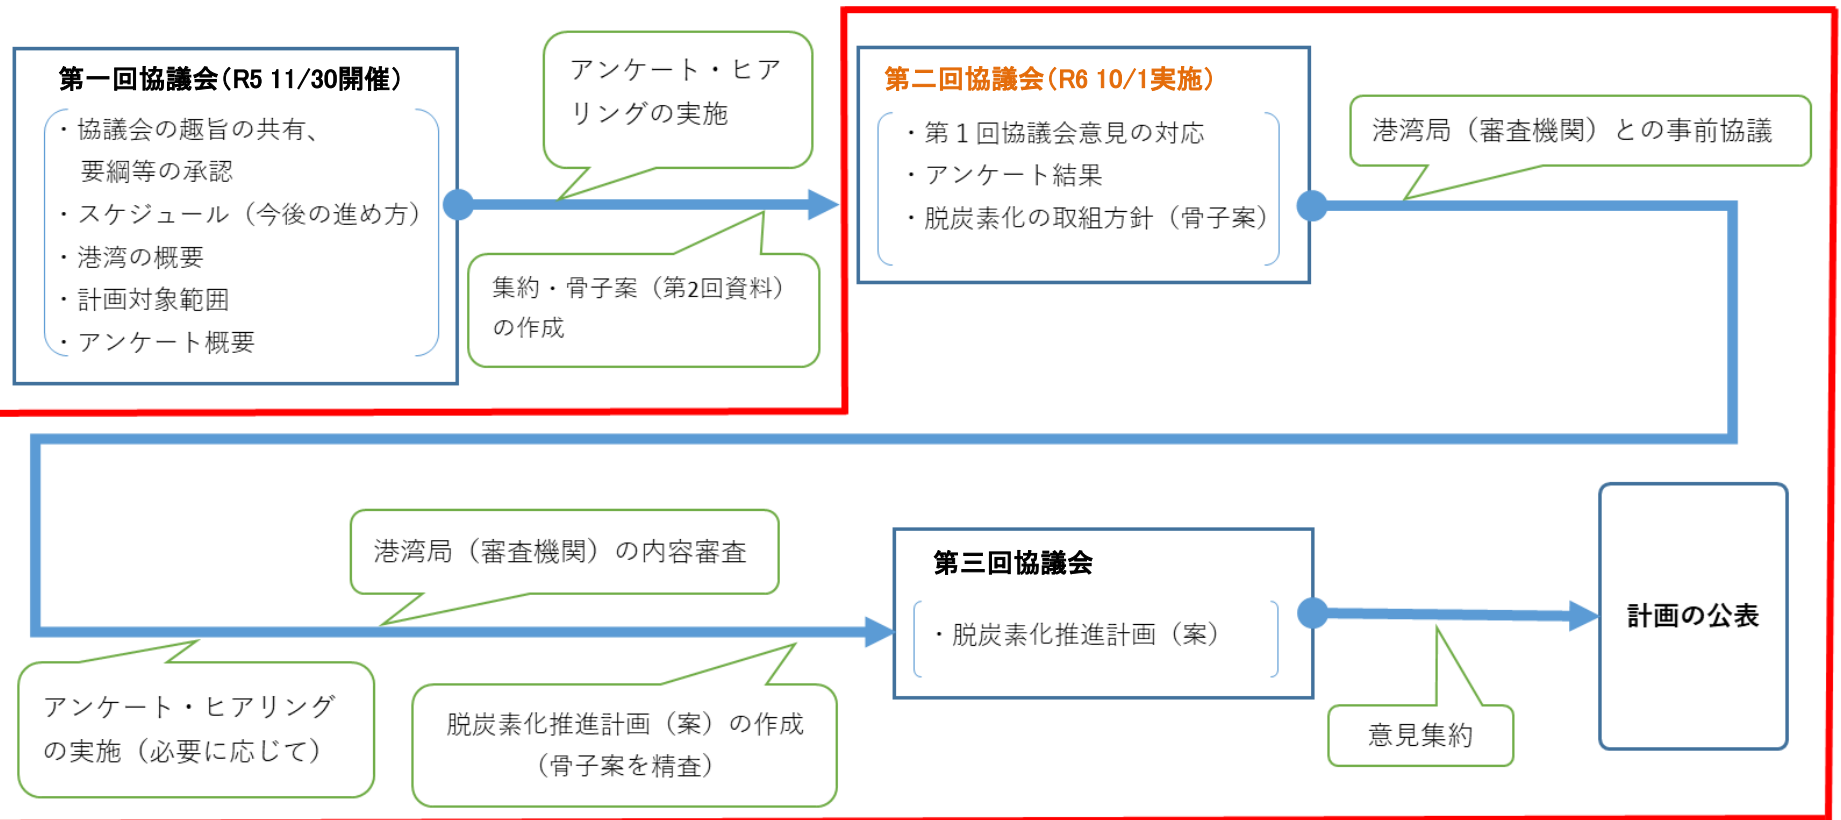 第一回協議会（R5 11/30開催）
・協議会の趣旨の共有、
要綱等の承認
・スケジュール（今後の進め方）
・港湾の概要
・計画対象範囲
・アンケート概要
アンケート・ヒア
リングの実施
集約・骨子案（第2回資料）
の作成
第二回協議会（R6 10/1実施）
・第１回協議会意見の対応
・アンケート結果
・脱炭素化の取組方針（骨子案）
港湾局（審査機関）との事前協議
港湾局（審査機関）の内容審査
アンケート・ヒアリング
の実施（必要に応じて）
脱炭素化推進計画（案）の作成
（骨子案を精査）
第三回協議会
・脱炭素化推進計画（案）
意見集約
計画の公表